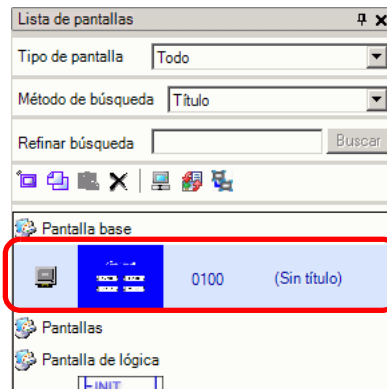 Lista de pantallas
Tipo de pantalla Todo
Método de búsqueda Título
Refinar búsqueda Buscar
Pantalla base
0100 (Sin título)
Pantallas
Pantalla de lógica
INIT